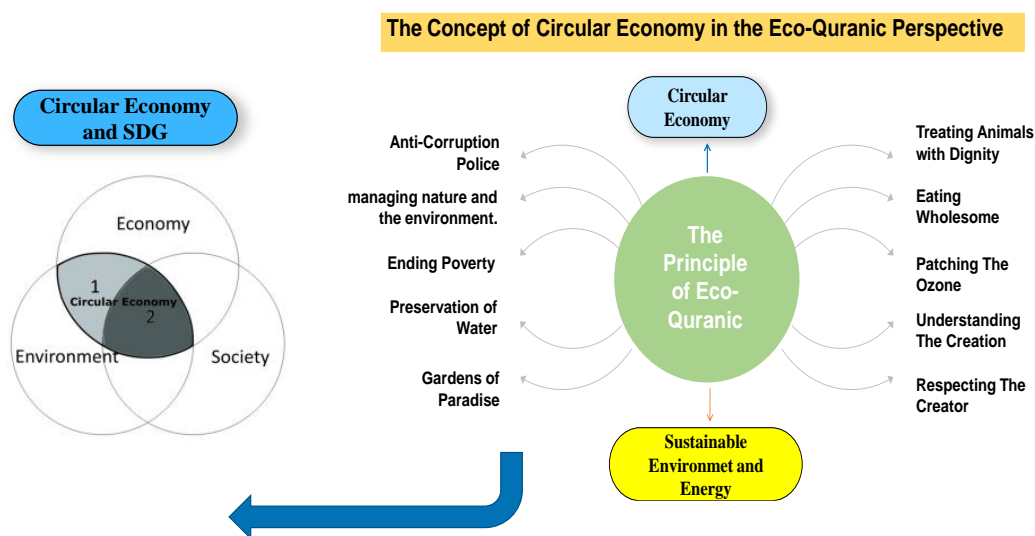 The Concept of Circular Economy in the Eco-Quranic Perspective
Circular Economy
and SDG
Economy
1
Circular Economy
2
Environment
Society
Circular
Economy
Anti-Corruption
Police
managing nature and
the environment.
Ending Poverty
Preservation of
Water
Gardens of
Paradise
The
Principle
of Eco-
Quranic
Treating Animals
with Dignity
Eating
Wholesome
Patching The
Ozone
Understanding
The Creation
Respecting The
Creator
Sustainable
Environmet and
Energy